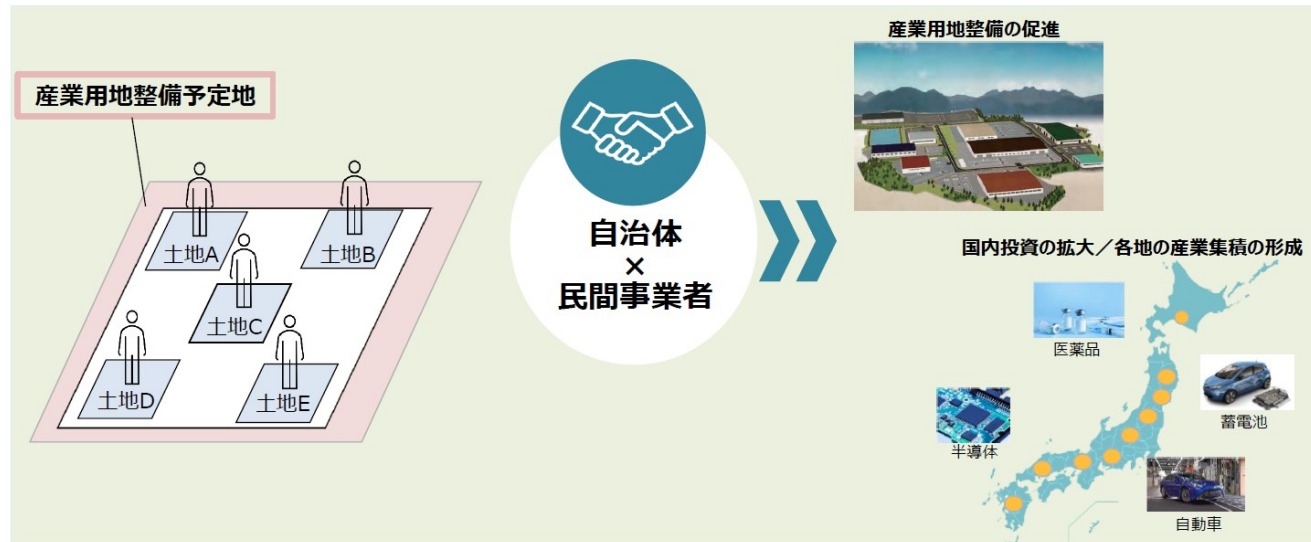 産業用地整備予定地
土地A
土地B
土地C
土地D
土地E
自治体
×
民間事業者
産業用地整備の促進
国内投資の拡大／各地の産業集積の形成
医薬品
蓄電池
半導体
自動車